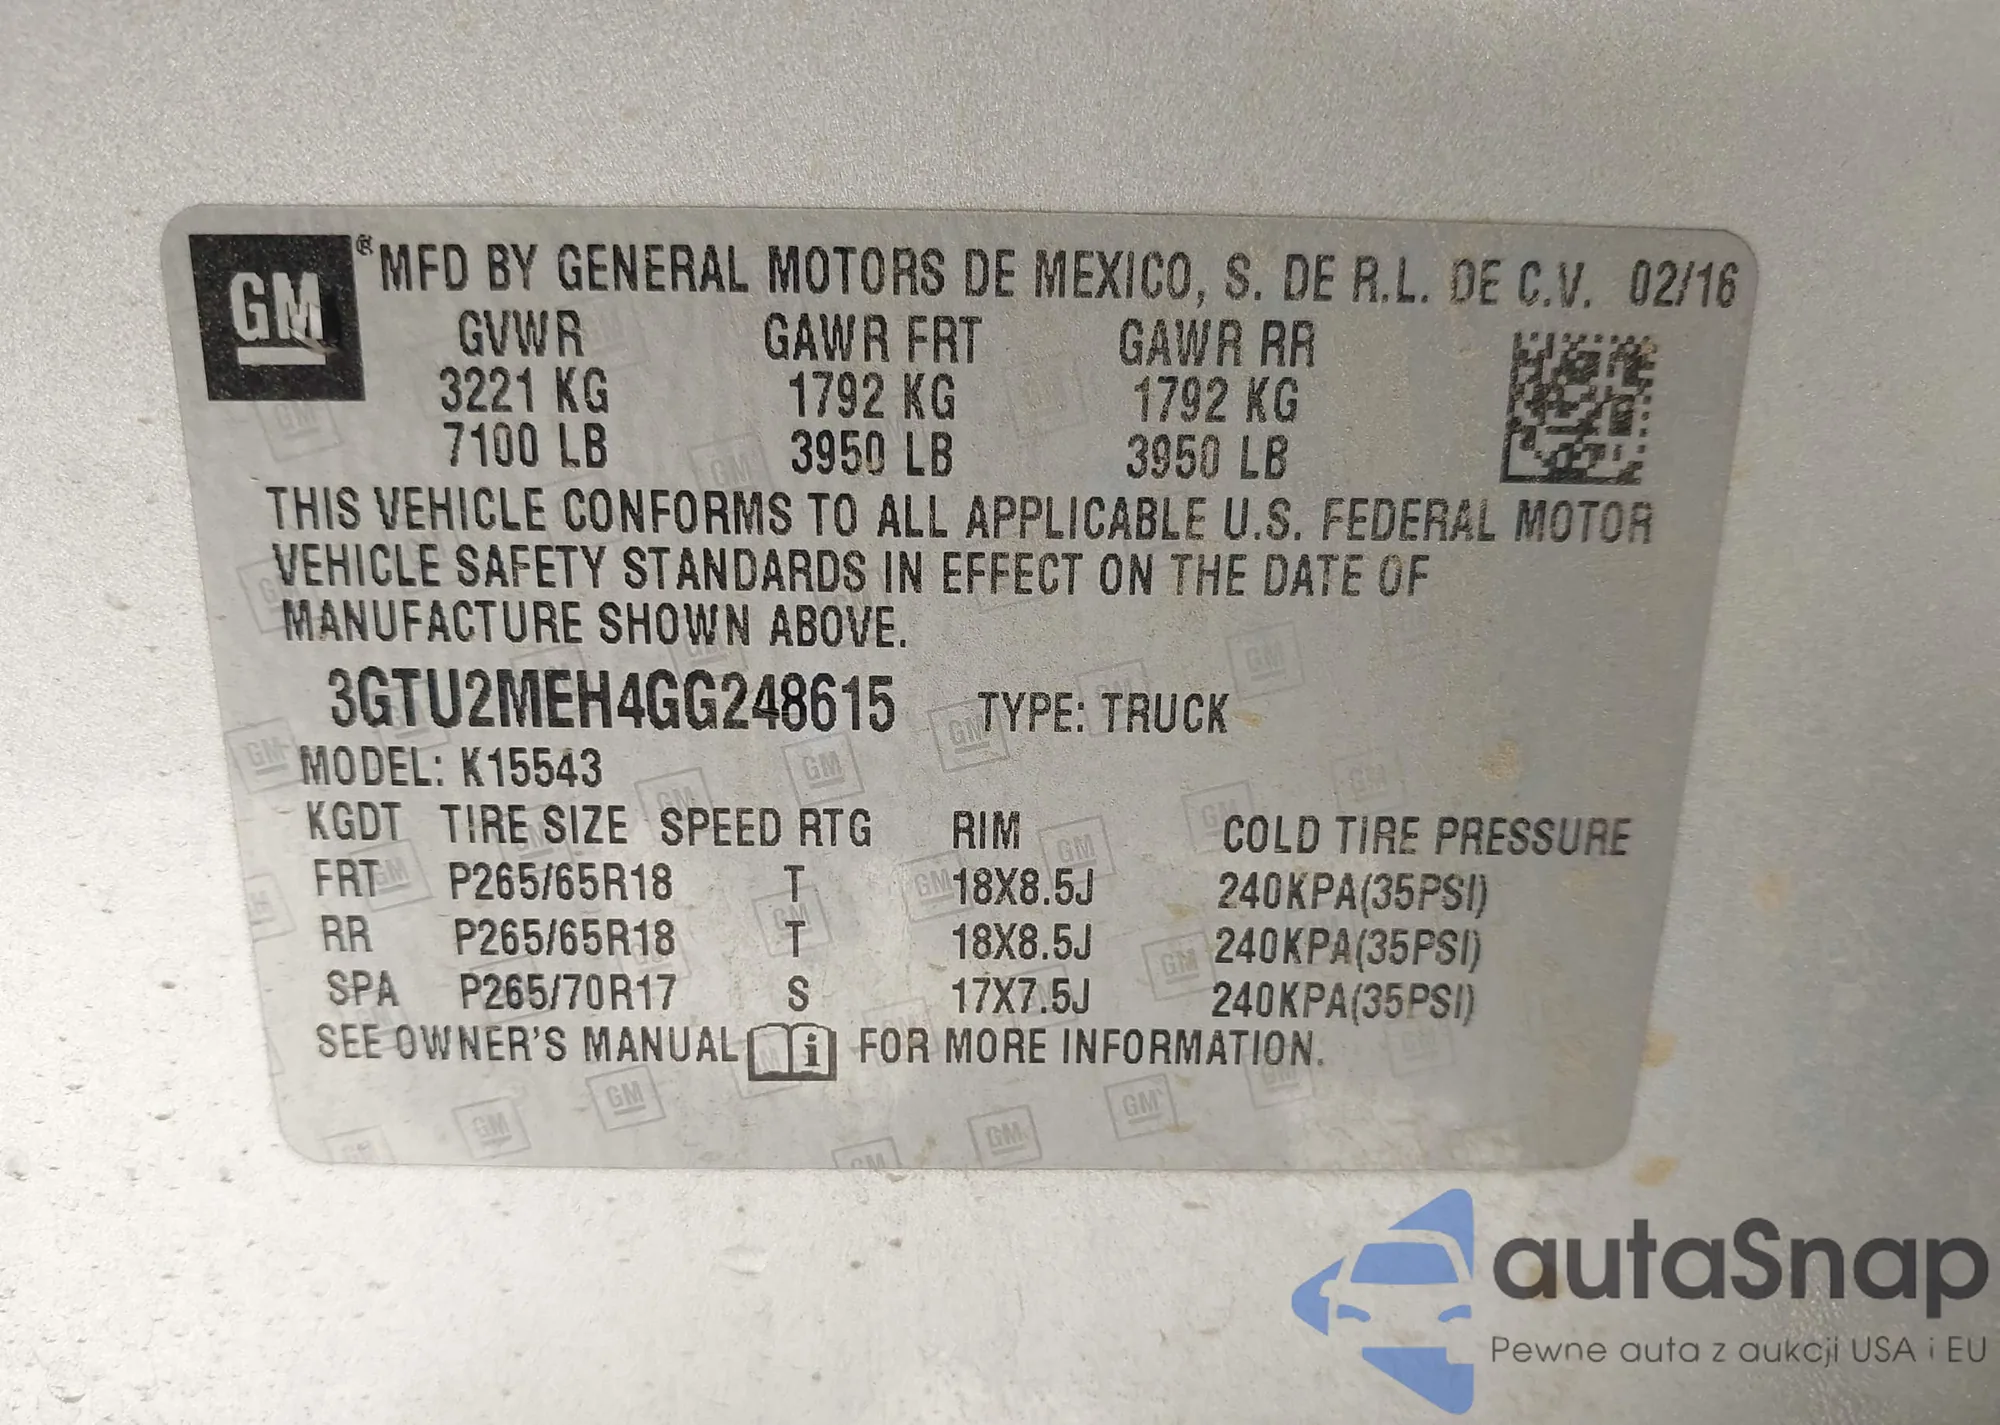 GM ® MFD BY GENERAL MOTORS DE MEXICO, S. DE R.L. DE C.V. 02/16
GVWR GAWR FRT GAWR RR
3221 KG 1792 KG 1792 KG
7100 LB 3950 LB 3950 LB
THIS VEHICLE CONFORMS TO ALL APPLICABLE U.S. FEDERAL MOTOR
VEHICLE SAFETY STANDARDS IN EFFECT ON THE DATE OF
MANUFACTURE SHOWN ABOVE.
3GTU2MEH4GG248615 TYPE: TRUCK
MODEL: K15543
KGDT TIRE SIZE SPEED RTG RIM COLD TIRE PRESSURE
FRT P265/65R18 T 18X8.5J 240KPA(35PSI)
RR P265/65R18 T 18X8.5J 240KPA(35PSI)
SPA P265/70R17 S 17X7.5J 240KPA(35PSI)
SEE OWNER'S MANUAL i FOR MORE INFORMATION.
autaSnap
Pewne auta z aukcji USA i EU